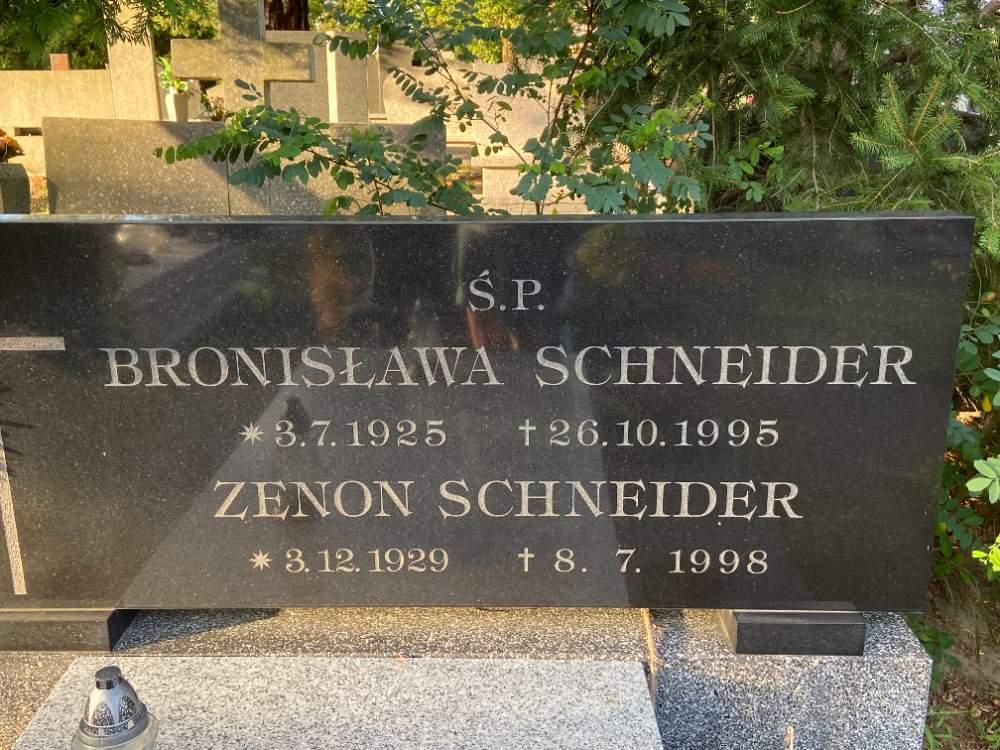 Ś.P.
BRONISŁAWA SCHNEIDER
✴3.7.1925 †26.10.1995
ZENON SCHNEIDER
✴3.12.1929 †8. 7. 1998